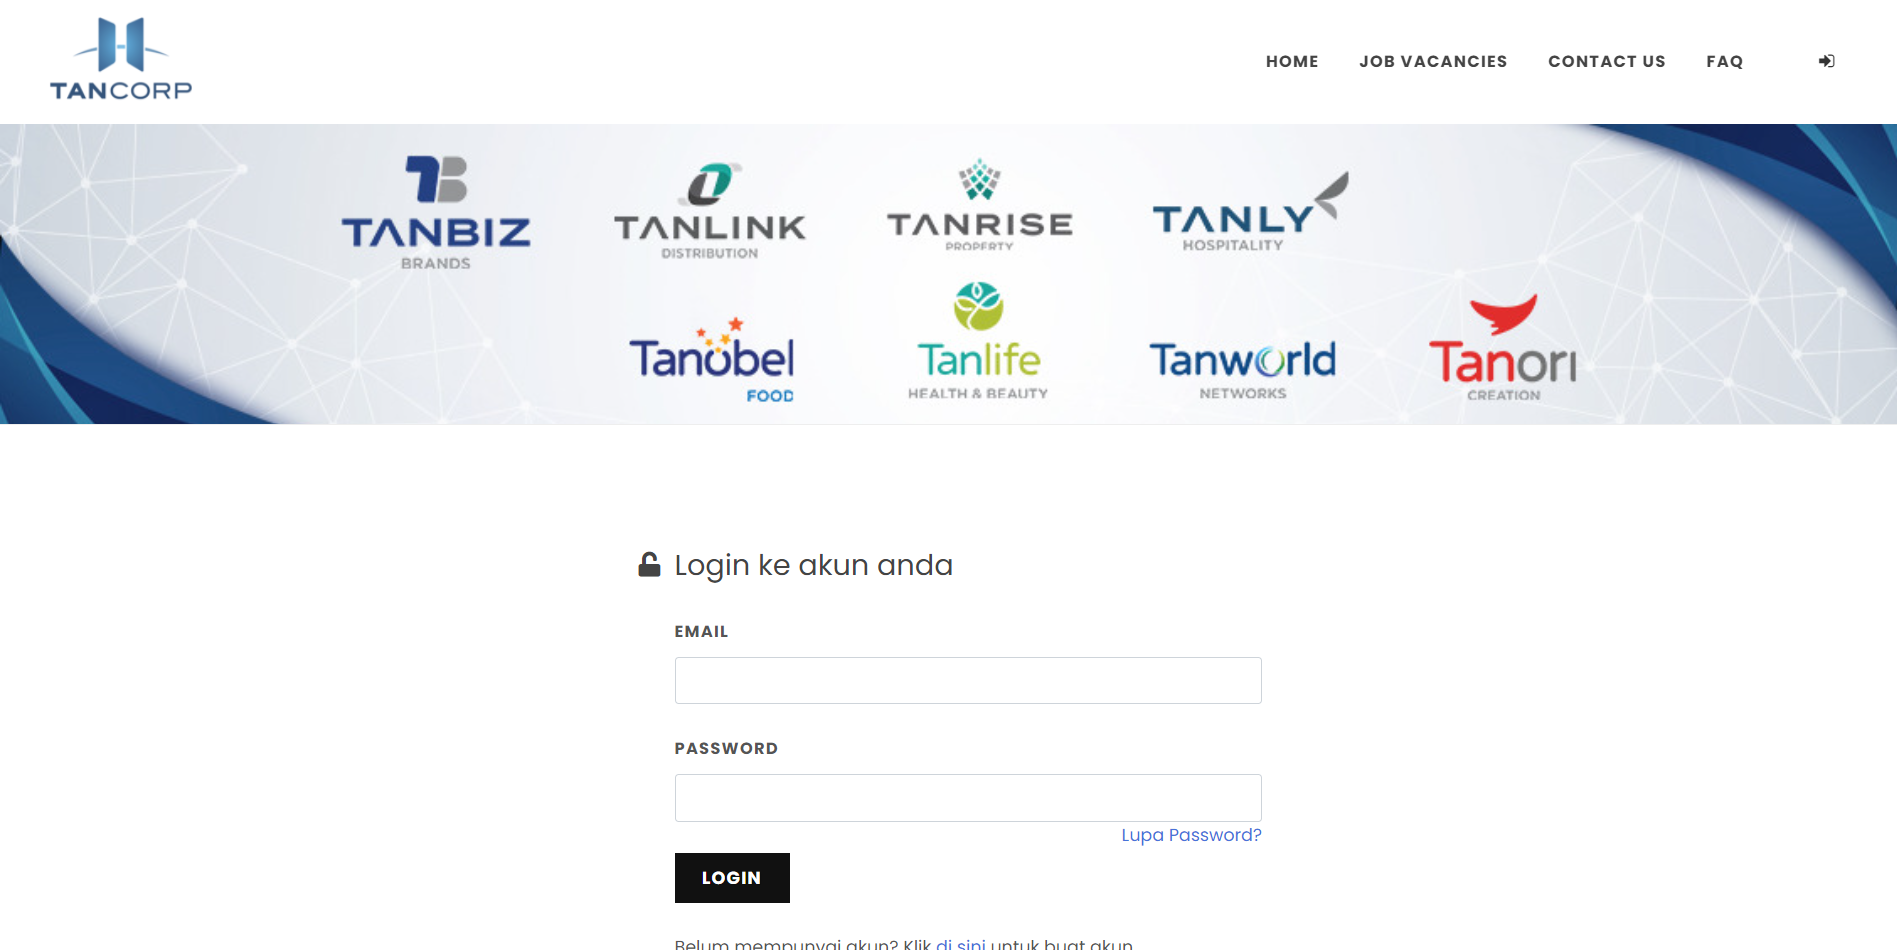 TANCORP
HOME JOB VACANCIES CONTACT US FAQ
TANBIZ
BRANDS
TANLINK
DISTRIBUTION
TANRISE
PROPERTY
TANLY
HOSPITALITY
Tanobel
FOOD
Tanlife
HEALTH & BEAUTY
Tanworld
NETWORKS
Tanori
CREATION
Login ke akun anda
EMAIL
PASSWORD
Lupa Password?
LOGIN
Belum mempunyai akun? Klik di sini untuk buat akun